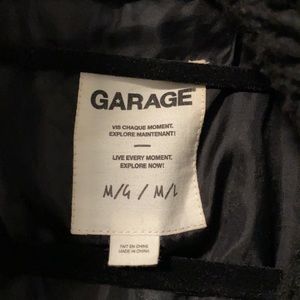 GARAGE
VIS CHAQUE MOMENT.
EXPLORE MAINTENANT!
LIVE EVERY MOMENT.
EXPLORE NOW!
M/G / M/L
FAIT EN CHINE
MADE IN CHINA